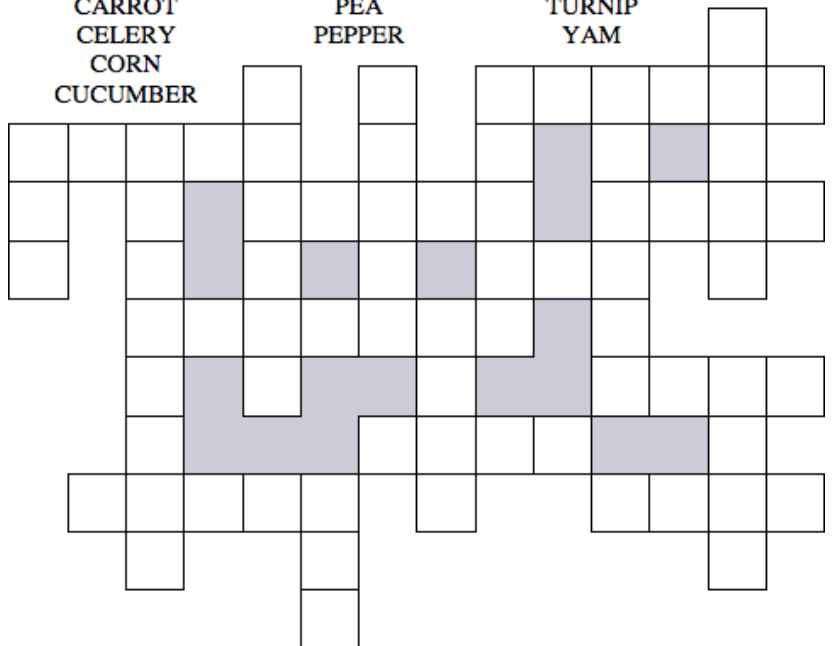 CARROT
CELERY
CORN
CUCUMBER
PEA
PEPPER
TURNIP
YAM